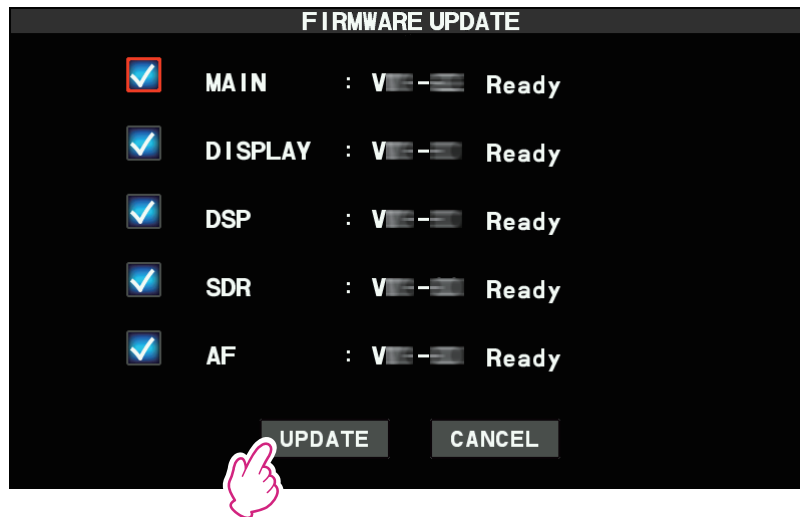 FIRMWARE UPDATE
MAIN : V - Ready
DISPLAY : V - Ready
DSP : V - Ready
SDR : V - Ready
AF : V - Ready
UPDATE CANCEL